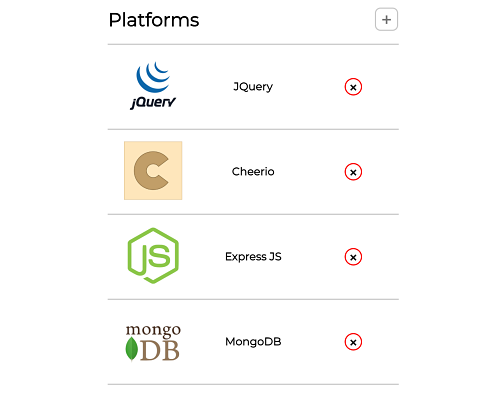 Platforms
+
jQuery
JQuery
×
C
Cheerio
×
JS
Express JS
×
mongo
DB
MongoDB
×